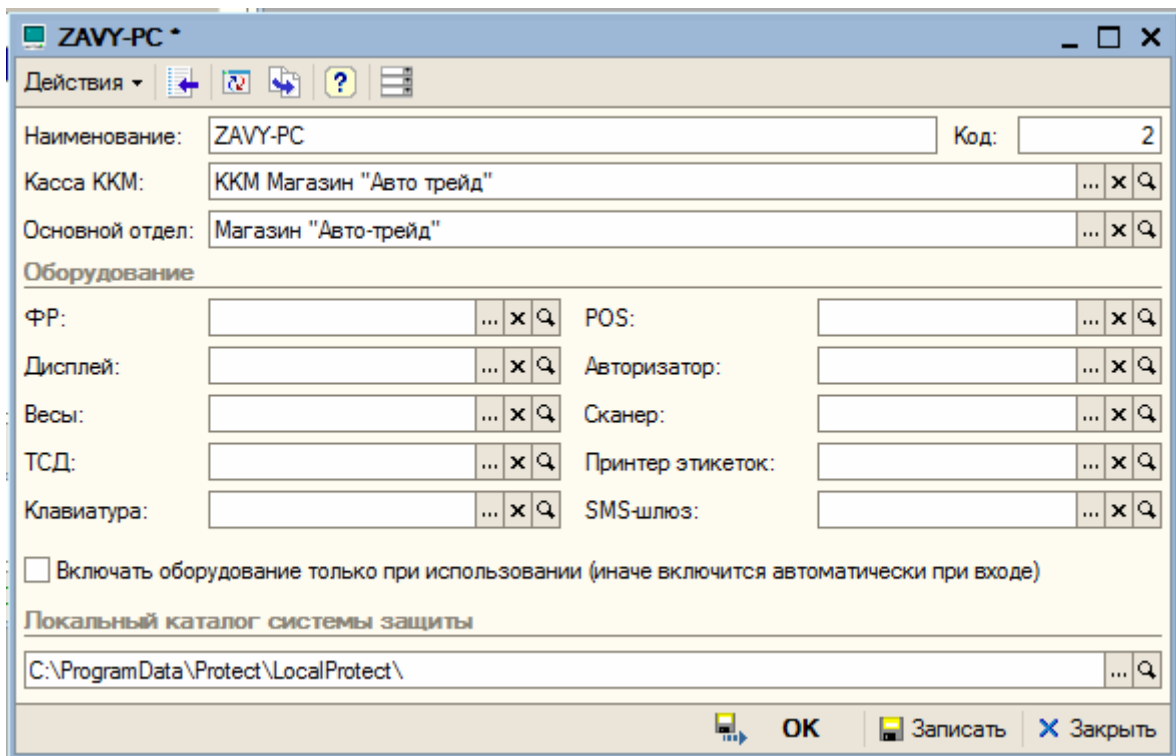 ZAVY-PC *
Действия
Наименование: ZAVY-PC Код: 2
Касса ККМ: ККМ Магазин "Авто трейд" ... x
Основной отдел: Магазин "Авто-трейд" ... x
Оборудование
ФР: ... x POS: ... x
Дисплей: ... x Авторизатор: ... x
Весы: ... x Сканер: ... x
ТСД: ... x Принтер этикеток: ... x
Клавиатура: ... x SMS-шлюз: ... x
Включать оборудование только при использовании (иначе включится автоматически при входе)
Локальный каталог системы защиты
C:\ProgramData\Protect\LocalProtect\ ...
OK Записать Закрыть